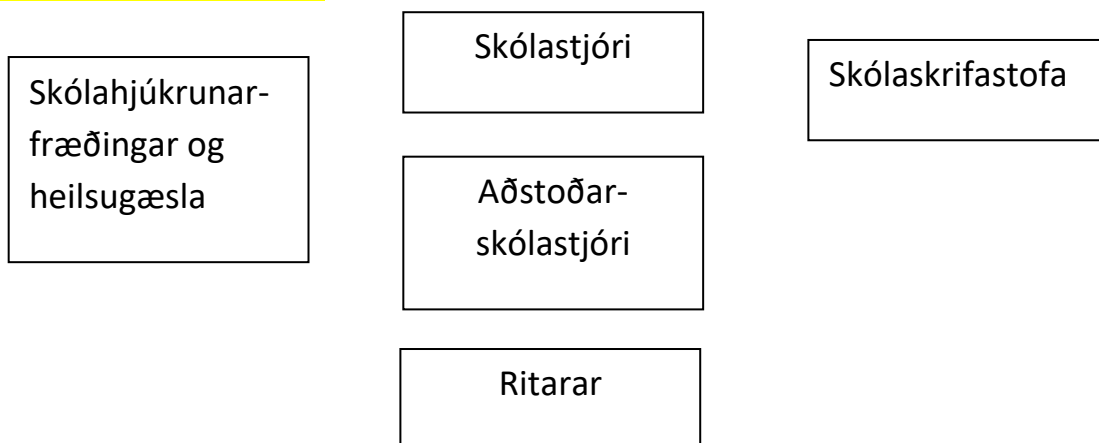 Skólahjúkrunar-
fræðingar og
heilsugæsla
Skólastjóri
Aðstoðar-
skólastjóri
Ritarar
Skólaskrifastofa